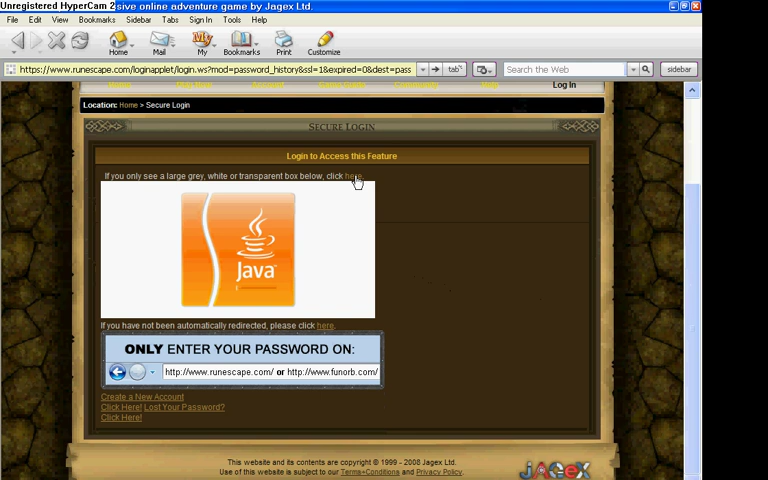 Unregistered HyperCam 2 sive online adventure game by Jagex Ltd.
File Edit View Bookmarks Sidebar Tabs Sign In Tools Help
Home Mail My Bookmarks Print Customize
https://www.runescape.com/loginapplet/login.ws?mod=password_history&ssl=1&expired=0&dest=pass
tab
Search the Web
sidebar
Log In
Location: Home > Secure Login
SECURE LOGIN
Login to Access this Feature
If you only see a large grey, white or transparent box below, click here.
Java
If you have not been automatically redirected, please click here.
ONLY ENTER YOUR PASSWORD ON:
http://www.runescape.com/ or http://www.funorb.com/
Create a New Account
Click Here! Lost Your Password?
Click Here!
This website and its contents are copyright © 1999 - 2008 Jagex Ltd.
Use of this website is subject to our Terms+Conditions and Privacy Policy.
JAGEX